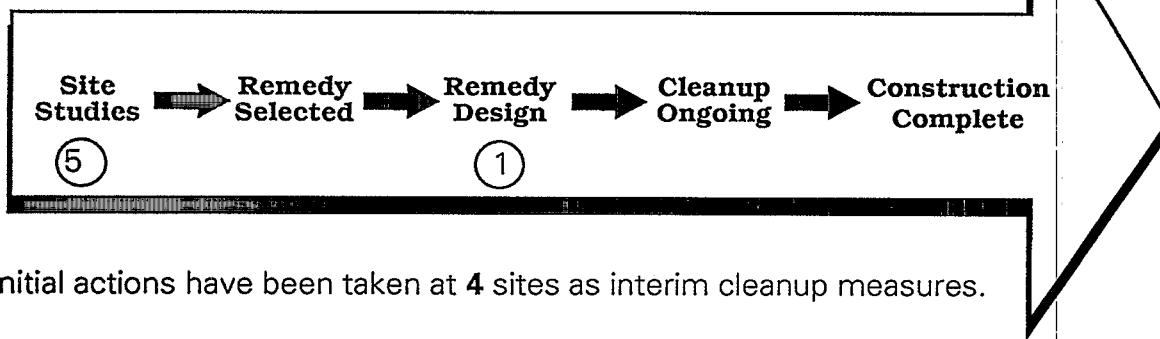 Site Studies
Remedy Selected
Remedy Design
Cleanup Ongoing
Construction Complete
5
1
nitial actions have been taken at 4 sites as interim cleanup measures.